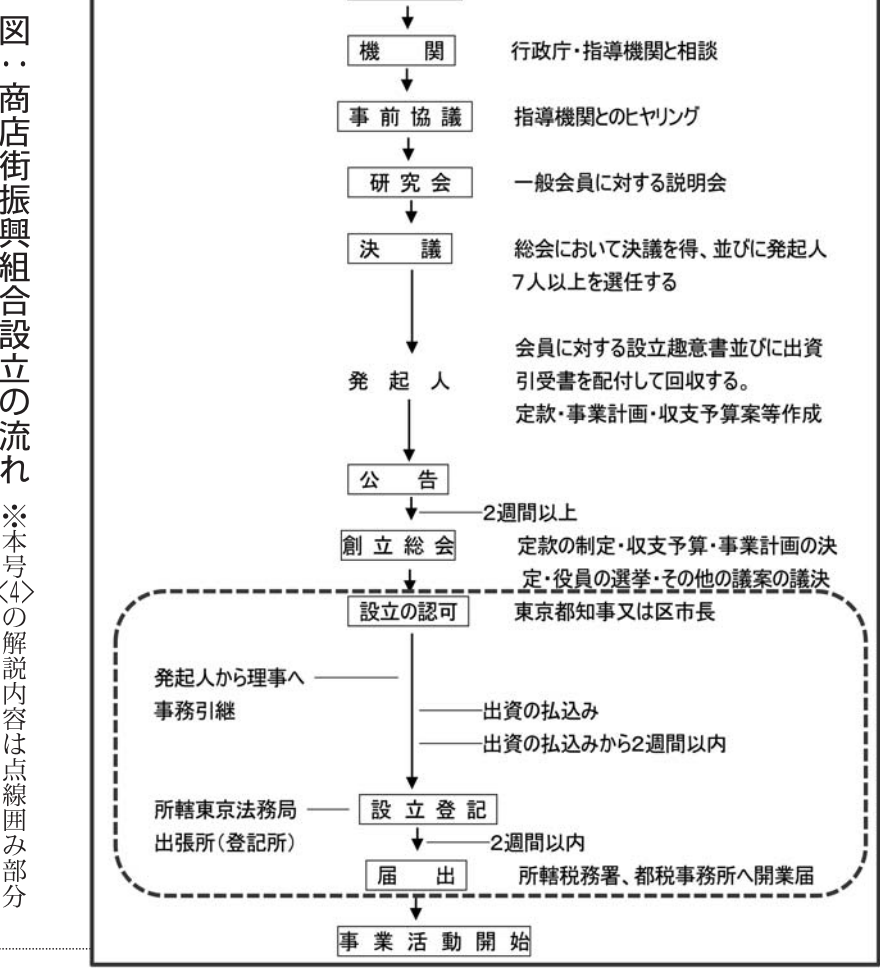 図：商店街振興組合設立の流れ ※本号〈4〉の解説内容は点線囲み部分
機　関
行政庁・指導機関と相談
事前協議
指導機関とのヒヤリング
研究会
一般会員に対する説明会
決　議
総会において決議を得、並びに発起人
7人以上を選任する
発起人
会員に対する設立趣意書並びに出資
引受書を配付して回収する。
定款・事業計画・収支予算案等作成
公　告
2週間以上
創立総会
定款の制定・収支予算・事業計画の決
定・役員の選挙・その他の議案の議決
設立の認可
東京都知事又は区市長
発起人から理事へ
事務引継
出資の払込み
出資の払込みから2週間以内
所轄東京法務局
出張所（登記所）
設立登記
2週間以内
届　出
所轄税務署、都税事務所へ開業届
事業活動開始